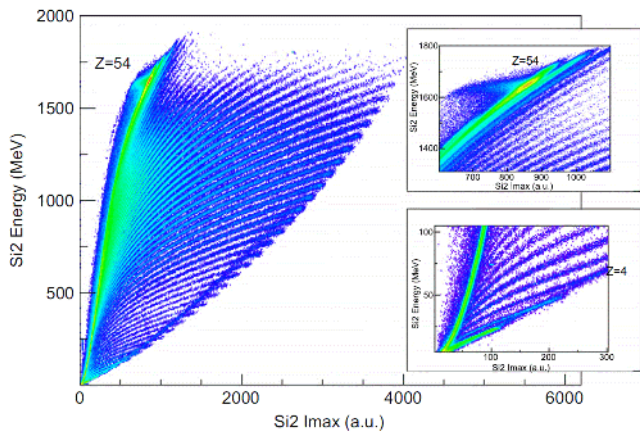 2000
1500
1000
500
0
0
2000
4000
6000
Si2 Energy (MeV)
Si2 Imax (a.u.)
Z=54
1800
1600
1400
700
800
900
1000
Si2 Energy (MeV)
Si2 Imax (a.u.)
Z=54
100
50
100
200
300
Si2 Energy (MeV)
Si2 Imax (a.u.)
Z=4